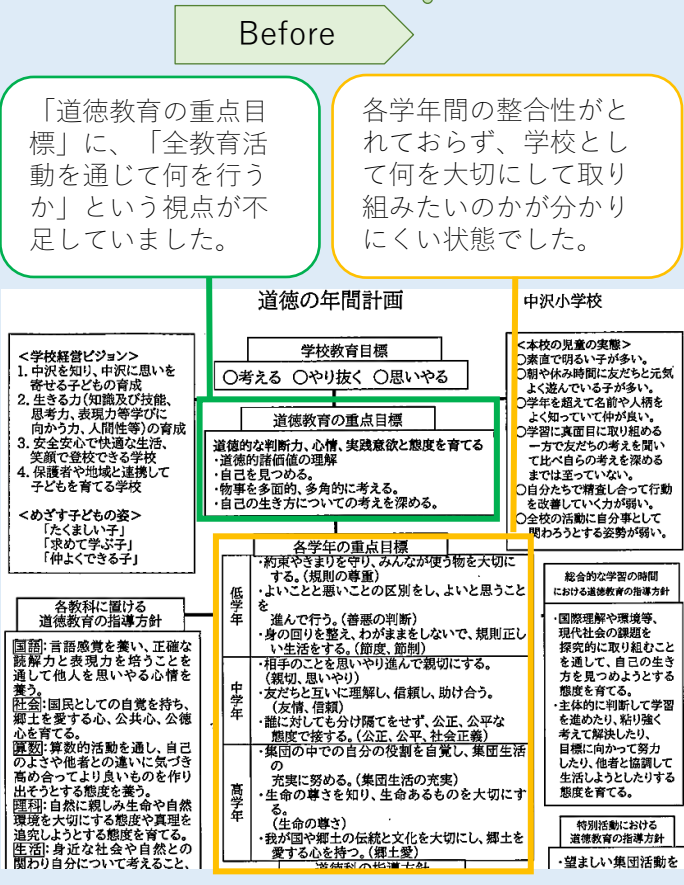 Before
「道徳教育の重点目
標」に、「全教育活
動を通じて何を行う
か」という視点が不
足していました。
各学年間の整合性がと
れておらず、学校とし
て何を大切にして取り
組みたいのかが分かり
にくい状態でした。
道徳の年間計画
中沢小学校
＜学校経営ビジョン＞
1. 中沢を知り、中沢に思いを
寄せる子どもの育成
2. 生きる力(知識及び技能、
思考力、表現力等学びに
向かう力、人間性等)の育成
3. 安全安心で快適な生活、
笑顔で登校できる学校
4. 保護者や地域と連携して
子どもを育てる学校
＜めざす子どもの姿＞
「たくましい子」
「求めて学ぶ子」
「仲よくできる子」
学校教育目標
○考える ○やり抜く ○思いやる
道徳教育の重点目標
道徳的な判断力、心情、実践意欲と態度を育てる
・道徳的諸価値の理解
・自己を見つめる。
・物事を多面的、多角的に考える。
・自己の生き方についての考えを深める。
＜本校の児童の実態＞
○素直で明るい子が多い。
○朝や休み時間に友だちと元気
よく遊んでいる子が多い。
○学年を超えて名前や人柄を
よく知っていて仲が良い。
○学習に真面目に取り組める
一方で友だちの考えを聞い
て比べ自らの考えを深める
までは至っていない。
○自分たちで精査し合って行動
を改善していく力が弱い。
○全校の活動に自分事として
関わろうとする姿勢が弱い。
各学年の重点目標
低学年
・約束やきまりを守り、みんなが使う物を大切に
する。(規則の尊重)
・よいことと悪いことの区別をし、よいと思うこと
を
進んで行う。(善悪の判断)
・身の回りを整え、わがままをしないで、規則正し
い生活をする。(節度、節制)
中学年
・相手のことを思いやり進んで親切にする。
(親切、思いやり)
・友だちと互いに理解し、信頼し、助け合う。
(友情、信頼)
・誰に対しても分け隔てをせず、公正、公平な
態度で接する。(公正、公平、社会正義)
高学年
・集団の中での自分の役割を自覚し、集団生活
の
充実に努める。(集団生活の充実)
・生命の尊さを知り、生命あるものを大切にす
る。
(生命の尊さ)
・我が国や郷土の伝統と文化を大切にし、郷土を
愛する心を持つ。(郷土愛)
道徳科の指導方針
各教科に置ける
道徳教育の指導方針
国語:言語感覚を養い、正確な
読解力と表現力を培うことを
通して他人を思いやる心情を
養う。
社会:国民としての自覚を持ち、
郷土を愛する心、公共心、公徳
心を育てる。
算数:算数的活動を通し、自己
のよさや他者との違いに気づき
高め合ってより良いものを作り
出そうとする態度を養う。
理科:自然に親しみ生命や自然
環境を大切にする態度や真理を
追究しようとする態度を育てる。
生活:身近な社会や自然との
関わり自分について考えること、
総合的な学習の時間
における道徳教育の指導方針
・国際理解や環境等、
現代社会の課題を
探究的に取り組むこと
を通して、自己の生き
方を見つめようとする
態度を育てる。
・主体的に判断して学習
を進めたり、粘り強く
考えて解決したり、
目標に向かって努力
したり、他者と協調して
生活しようとしたりする
態度を育てる。
特別活動における
道徳教育の指導方針
・望ましい集団活動を